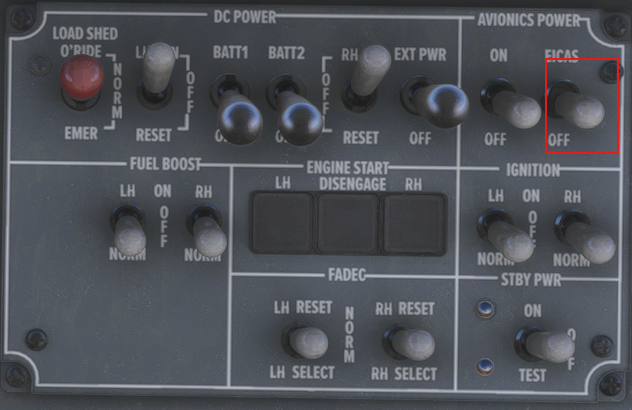 DC POWER
AVIONICS POWER
LOAD SHED
O'RIDE
NORM
EMER
OFF
RESET
BATT1
BATT2
OFF
RH
RESET
EXT PWR
OFF
ON
OFF
EICAS
OFF
FUEL BOOST
LH
ON
RH
OFF
NORM
NORM
ENGINE START
LH
DISENGAGE
RH
IGNITION
LH
ON
RH
OFF
NORM
NORM
FADEC
LH RESET
NORM
RH RESET
LH SELECT
RH SELECT
STBY PWR
ON
TEST